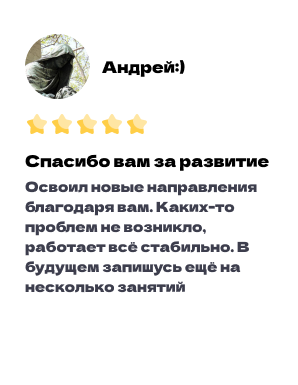 Андрей:)
Спасибо вам за развитие
Освоил новые направления
благодаря вам. Каких-то
проблем не возникло,
работает всё стабильно. В
будущем запишусь ещё на
несколько занятий